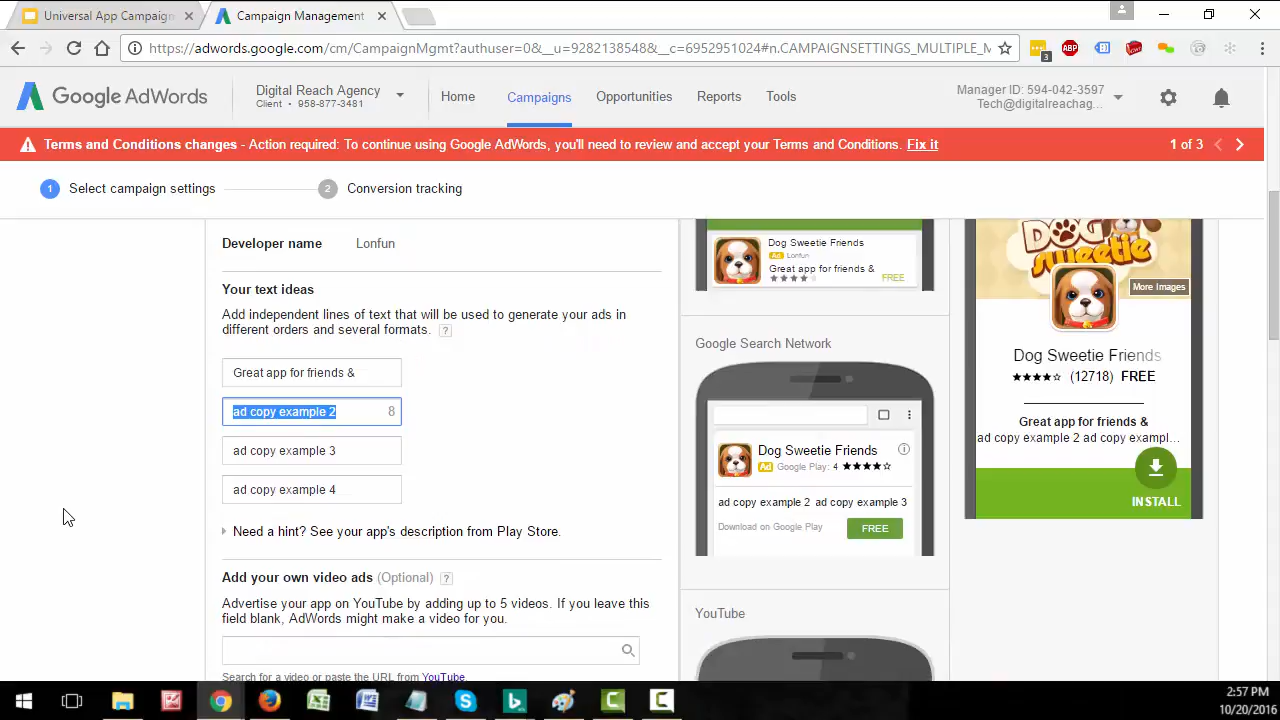 Universal App Campaign
Campaign Management
https://adwords.google.com/cm/CampaignMgmt?authuser=0&__u=9282138548&__c=6952951024#n.CAMPAIGNSETTINGS_MULTIPLE_M
3
ABP
Google AdWords
Digital Reach Agency
Client • 958-877-3481
Home
Campaigns
Opportunities
Reports
Tools
Manager ID: 594-042-3597
Tech@digitalreachag...
Terms and Conditions changes - Action required: To continue using Google AdWords, you'll need to review and accept your Terms and Conditions. Fix it
1 of 3
1 Select campaign settings
2 Conversion tracking
Developer name Lonfun
Your text ideas
Add independent lines of text that will be used to generate your ads in
different orders and several formats. ?
Great app for friends &
ad copy example 2 8
ad copy example 3
ad copy example 4
Need a hint? See your app's description from Play Store.
Add your own video ads (Optional) ?
Advertise your app on YouTube by adding up to 5 videos. If you leave this
field blank, AdWords might make a video for you.
Search for a video or paste the URL from YouTube.
Dog Sweetie Friends
Ad Lonfun
Great app for friends &
FREE
Google Search Network
Dog Sweetie Friends
Ad Google Play: 4
ad copy example 2 ad copy example 3
Download on Google Play
FREE
YouTube
DOG
Sweetie
More Images
Dog Sweetie Friends
(12718) FREE
Great app for friends &
ad copy example 2 ad exampl...
INSTALL
2:57 PM
10/20/2016